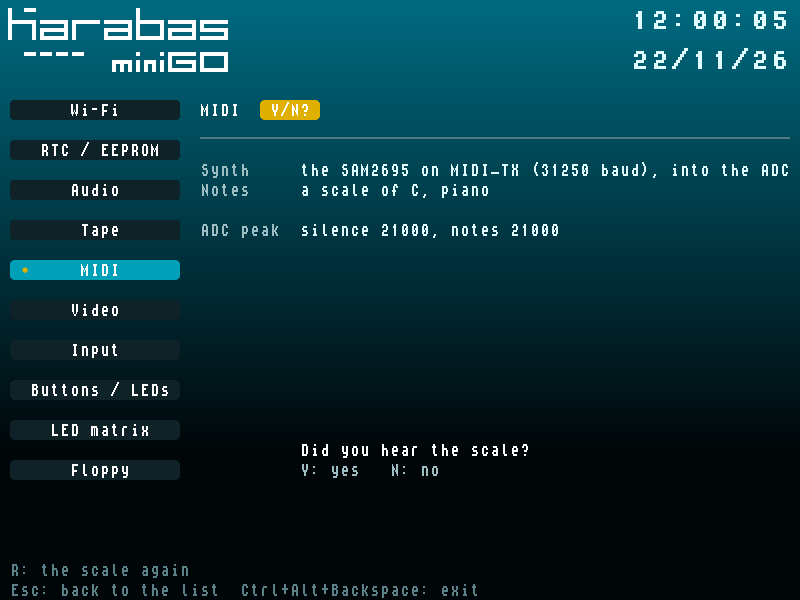 Karabas
miniGO
12:00:05
22/11/26
Wi-Fi
RTC / EEPROM
Audio
Tape
MIDI
Video
Input
Buttons / LEDs
LED matrix
Floppy
MIDI Y/N?
Synth the SAM2695 on MIDI-TX (31250 baud), into the ADC
Notes a scale of C, piano
ADC peak silence 21000, notes 21000
Did you hear the scale?
Y: yes N: no
R: the scale again
Esc: back to the list Ctrl+Alt+Backspace: exit